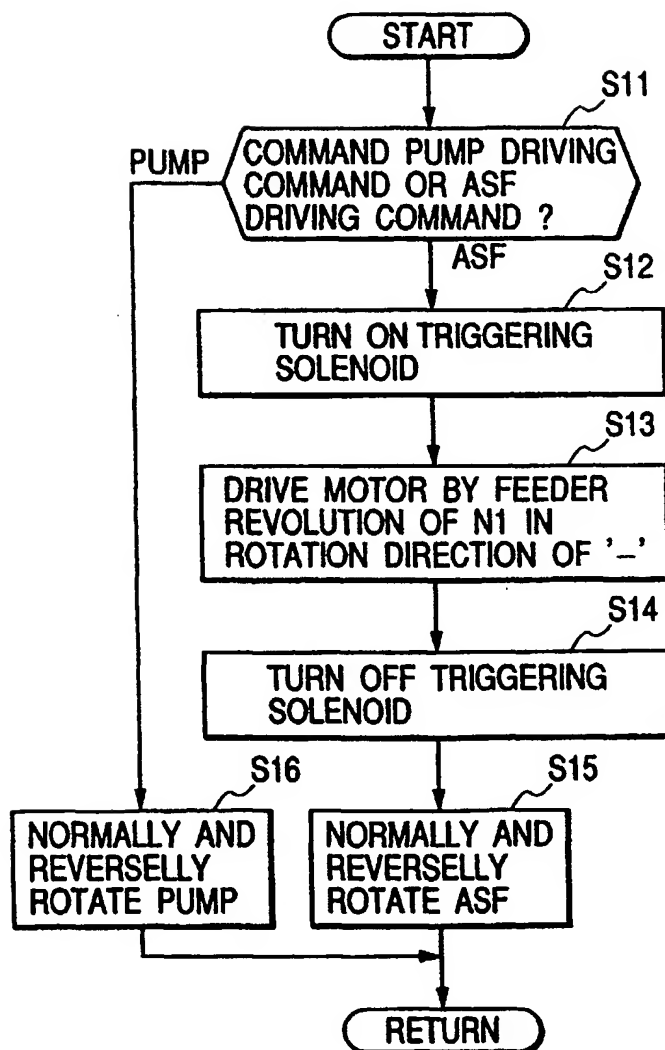 START
S11
PUMP
COMMAND PUMP DRIVING
COMMAND OR ASF
DRIVING COMMAND ?
ASF
S12
TURN ON TRIGGERING
SOLENOID
S13
DRIVE MOTOR BY FEEDER
REVOLUTION OF N1 IN
ROTATION DIRECTION OF '–'
S14
TURN OFF TRIGGERING
SOLENOID
S16
NORMALLY AND
REVERSELLY
ROTATE PUMP
S15
NORMALLY AND
REVERSELLY
ROTATE ASF
RETURN